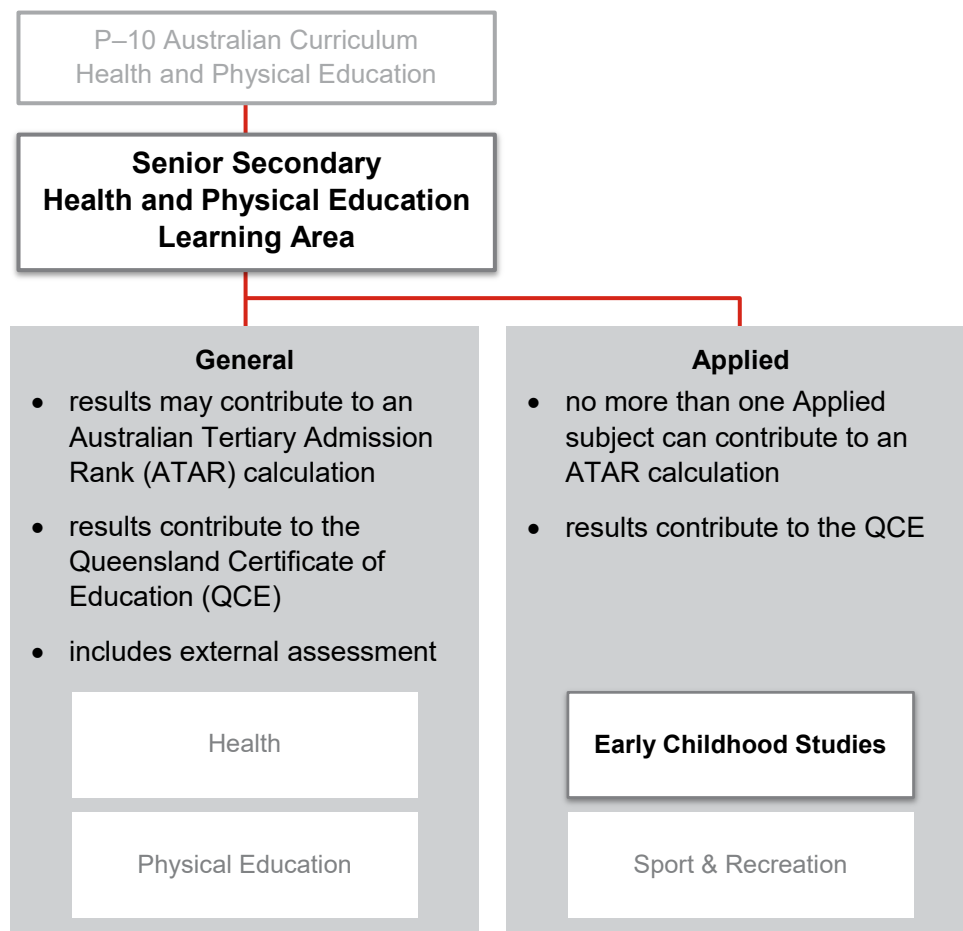 P–10 Australian Curriculum
Health and Physical Education
Senior Secondary
Health and Physical Education
Learning Area
General
• results may contribute to an
Australian Tertiary Admission
Rank (ATAR) calculation
• results contribute to the
Queensland Certificate of
Education (QCE)
• includes external assessment
Health
Physical Education
Applied
• no more than one Applied
subject can contribute to an
ATAR calculation
• results contribute to the QCE
Early Childhood Studies
Sport & Recreation